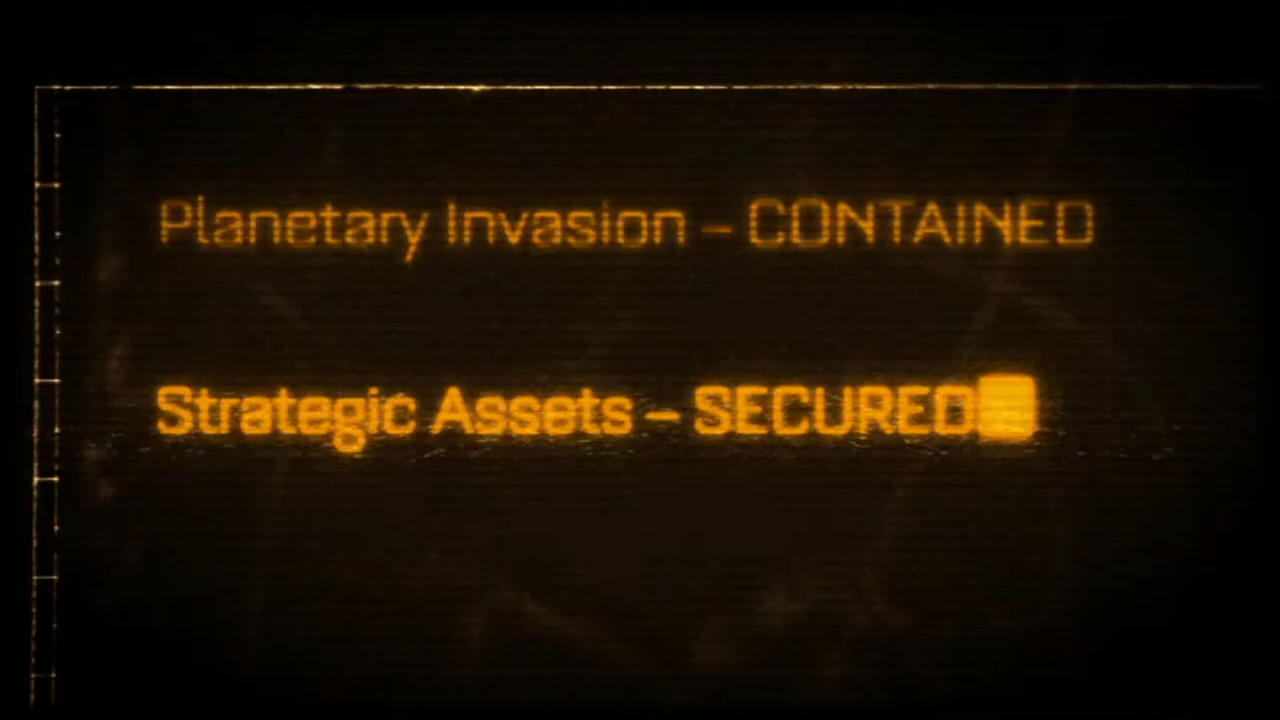 Planetary Invasion – CONTAINED
Strategic Assets – SECURED